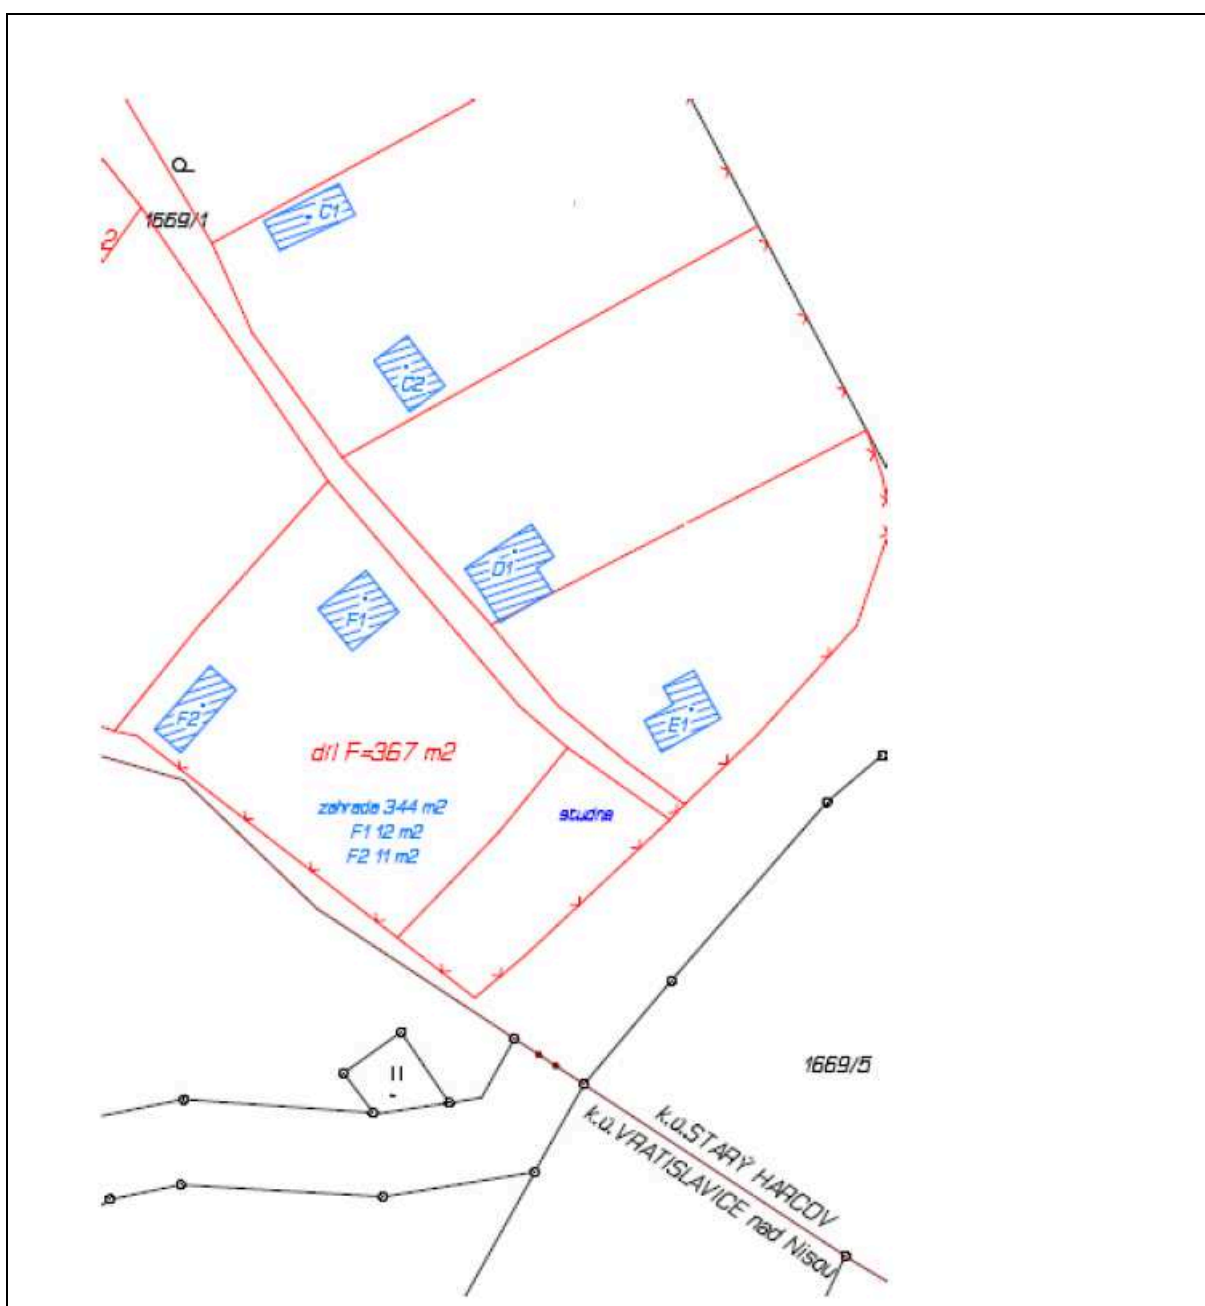 1669/1
2
C1
C2
D1
F1
F2
E1
díl F=367 m2
zahrada 344 m2
F1 12 m2
F2 11 m2
studna
1669/5
k.ú.STARÝ HARCOV
k.ú.VRATISLAVICE nad Nisou